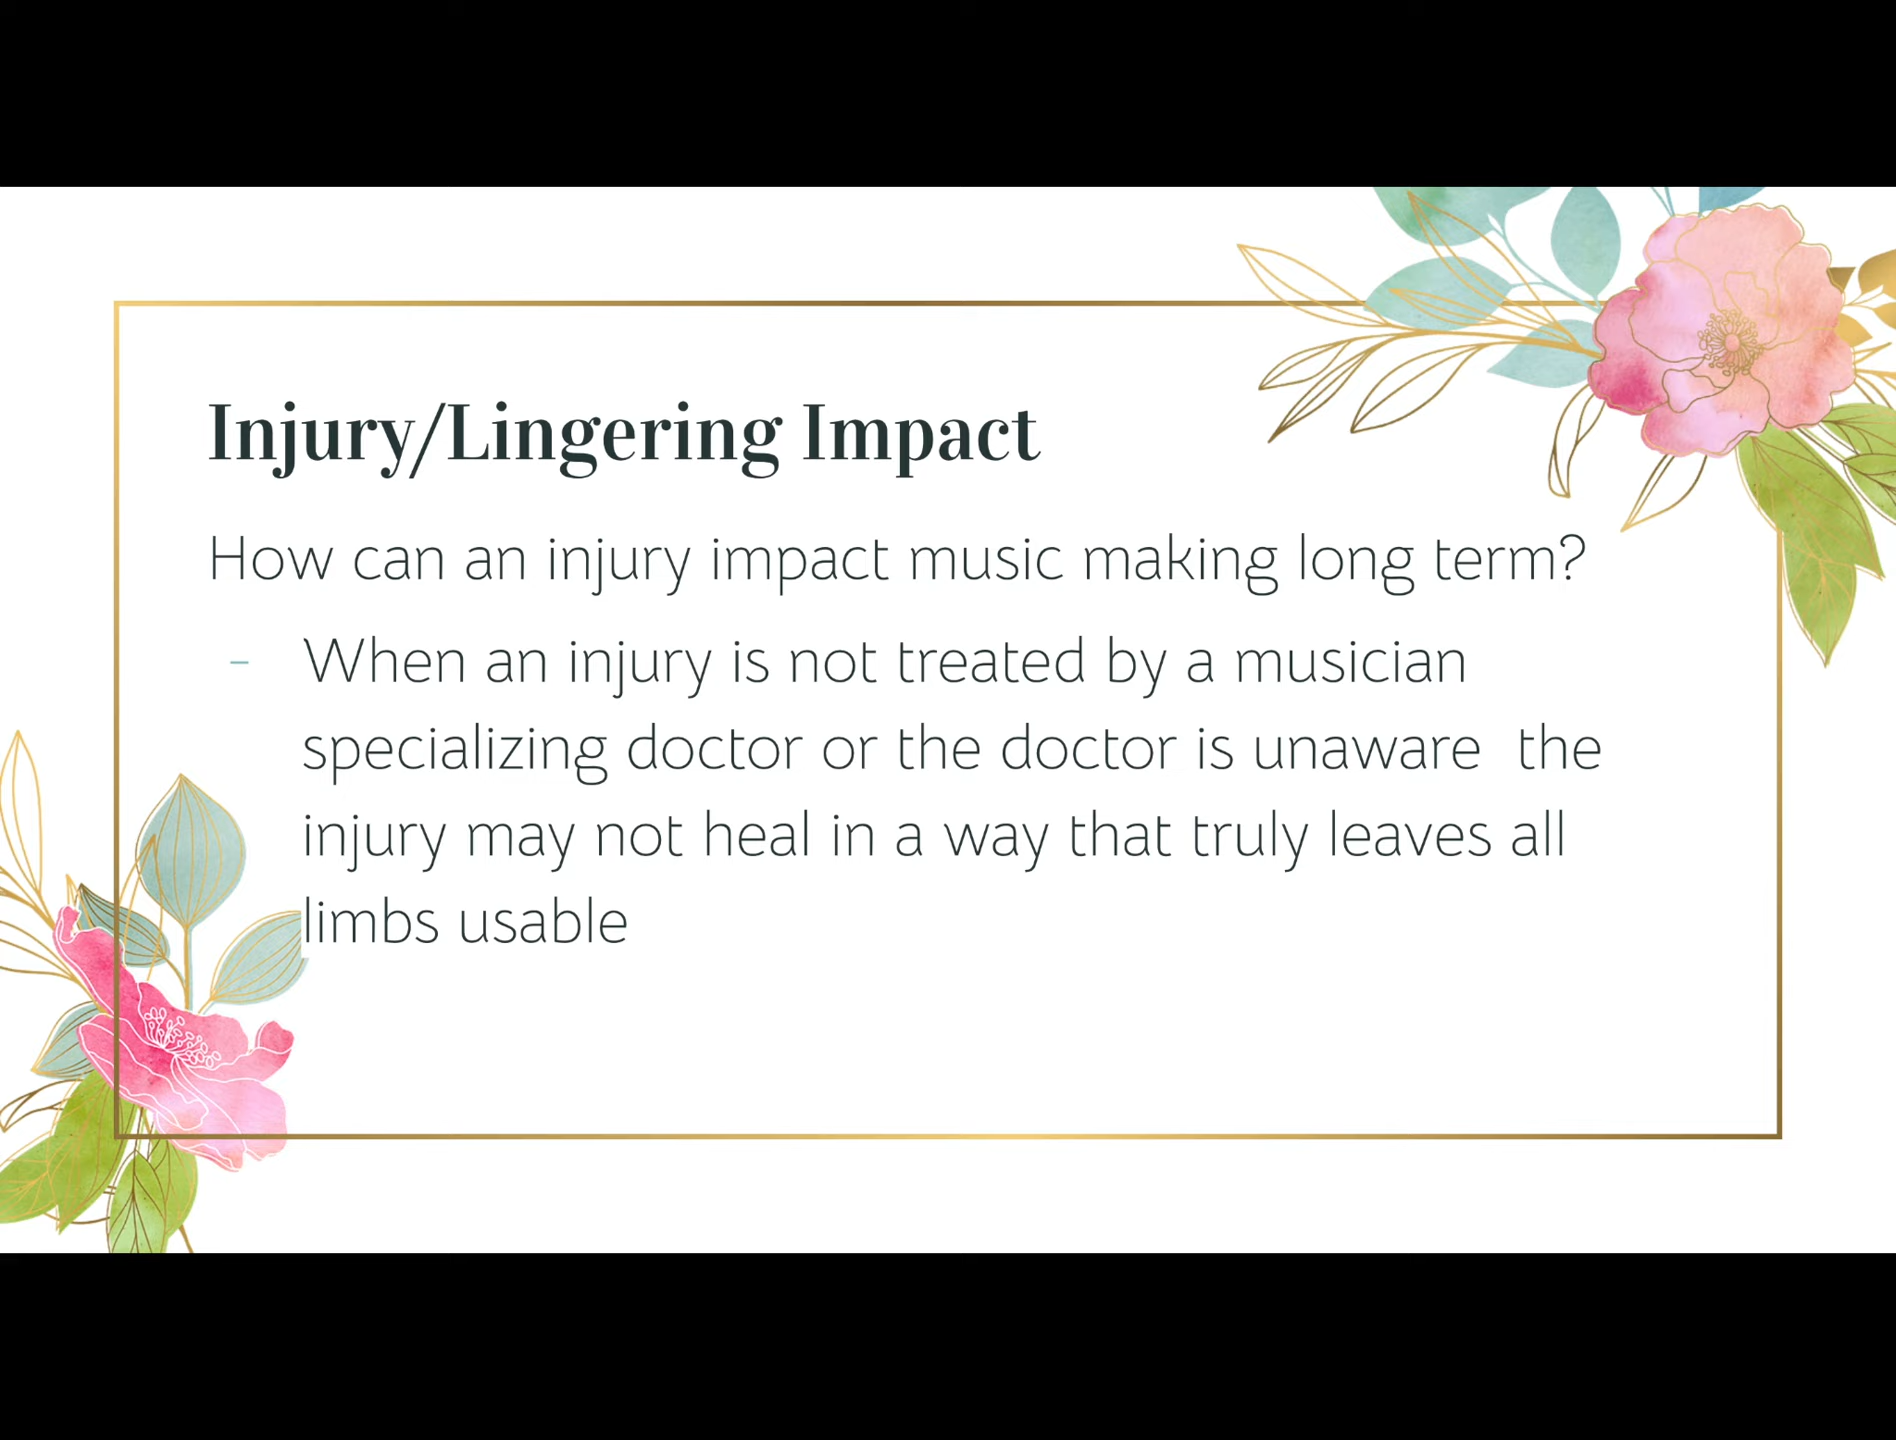 Injury/Lingering Impact
How can an injury impact music making long term?
- When an injury is not treated by a musician
specializing doctor or the doctor is unaware  the
injury may not heal in a way that truly leaves all
limbs usable